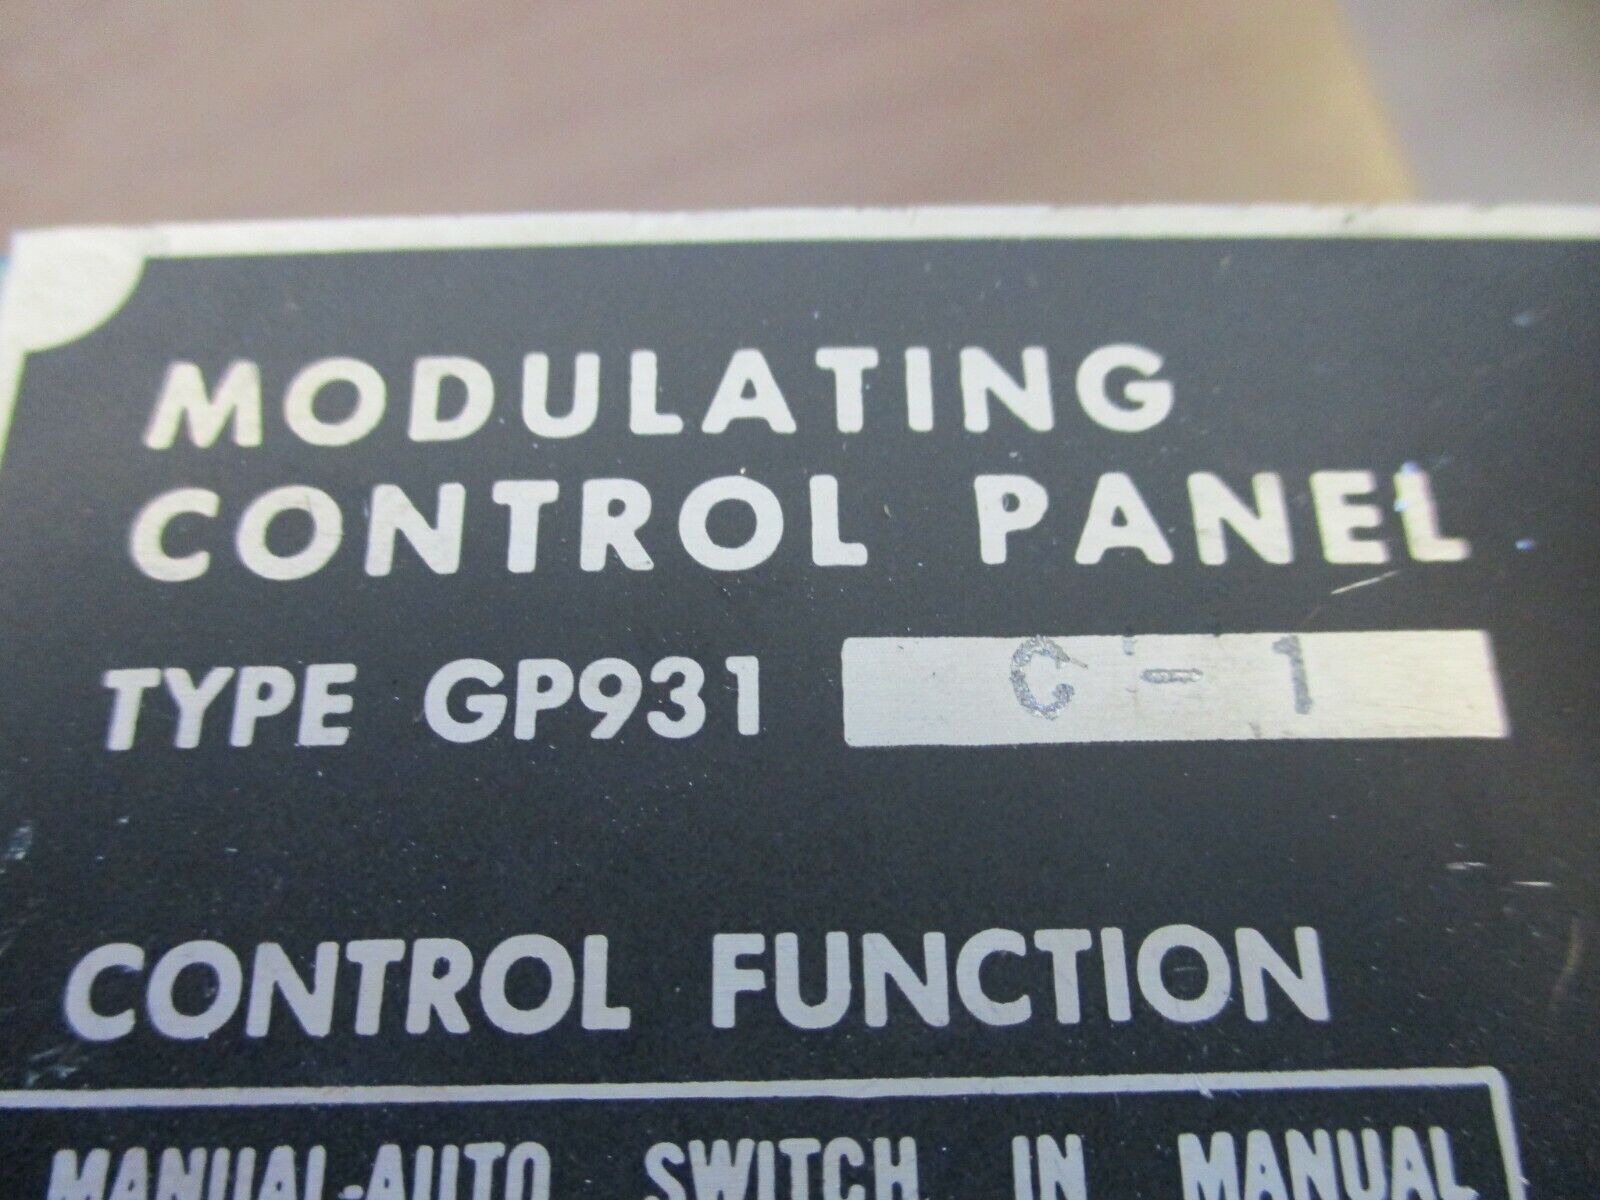 MODULATING
CONTROL PANEL
TYPE GP931 C-1
CONTROL FUNCTION
MANUAL-AUTO SWITCH IN MANUAL